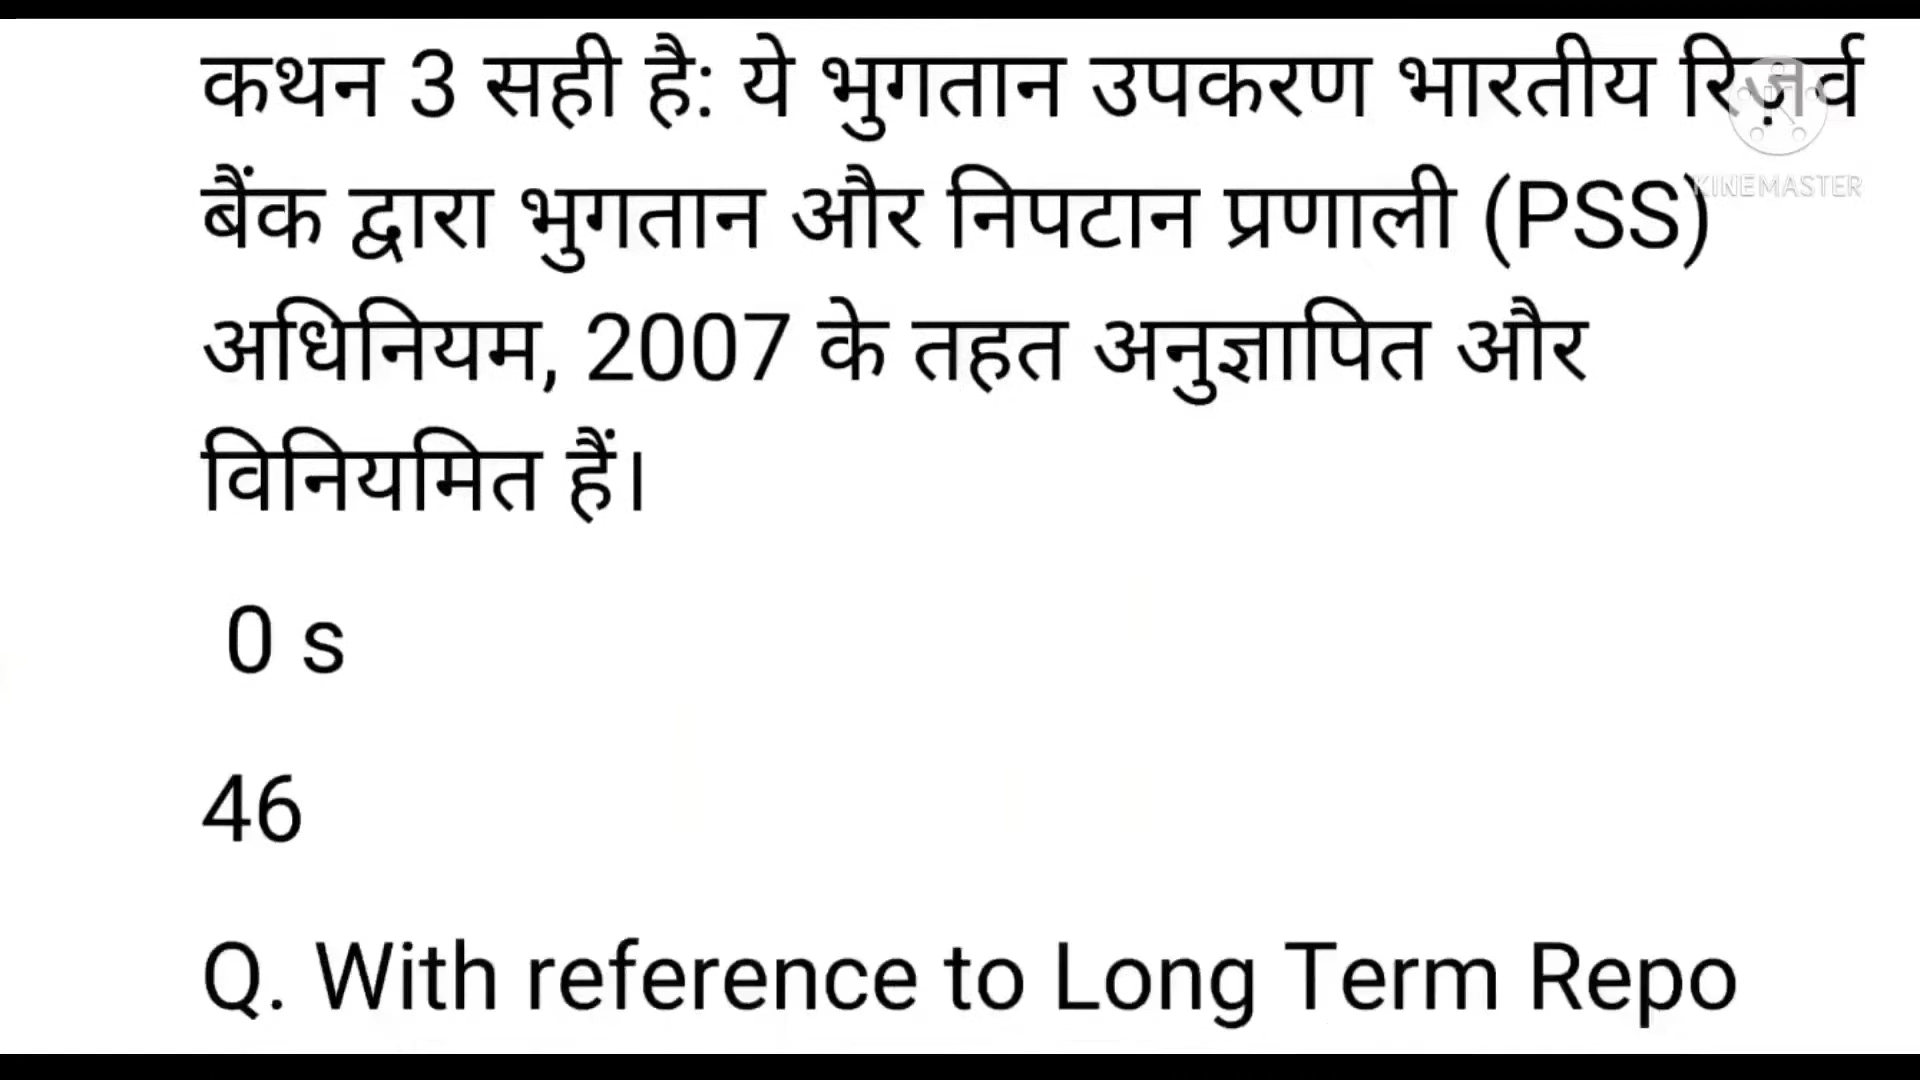 कथन 3 सही है: ये भुगतान उपकरण भारतीय रिज़र्व
बैंक द्वारा भुगतान और निपटान प्रणाली (PSS)
KINEMASTER
अधिनियम, 2007 के तहत अनुज्ञापित और
विनियमित हैं।
0 s
46
Q. With reference to Long Term Repo